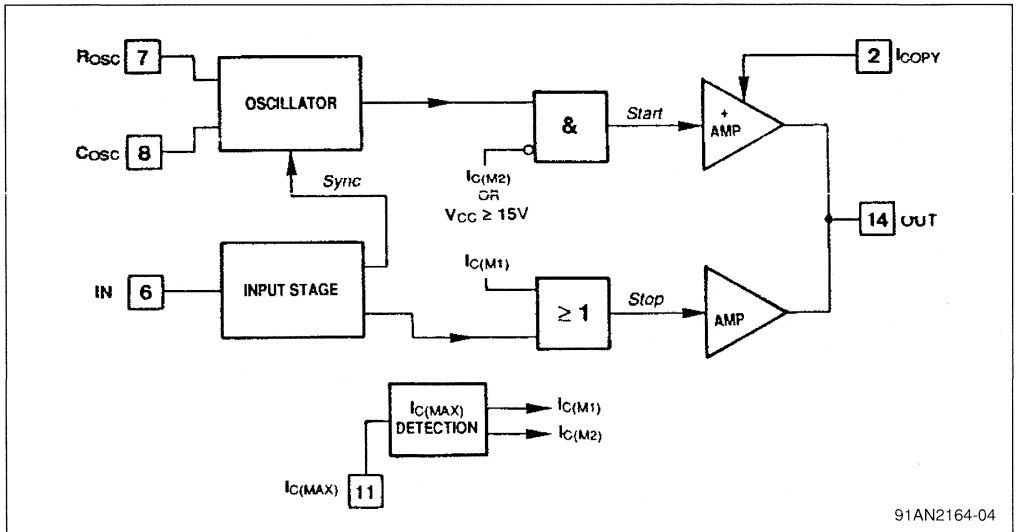 ROSC 7
OSCILLATOR
COSC 8
Sync
IN 6
INPUT STAGE
&
IC(M2)
OR
VCC ≥ 15V
Start
+
AMP
2 ICOPY
14 OUT
IC(M1)
≥ 1
Stop
AMP
IC(MAX)
DETECTION
IC(M1)
IC(M2)
IC(MAX) 11
91AN2164-04